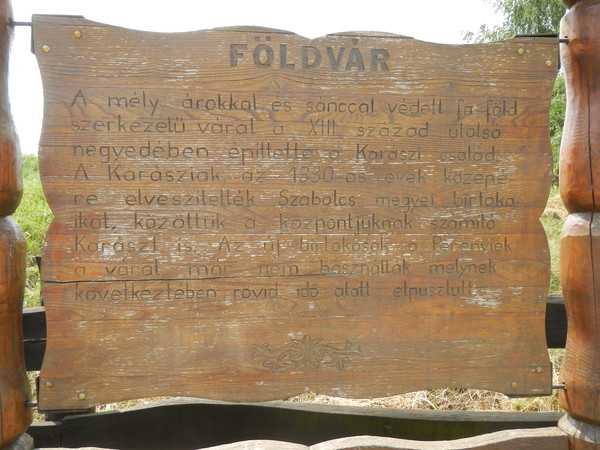 FÖLDVÁR
A mély árokkal és sánccal védett fa-föld
szerkezetű várat a XIII. század utolsó
negyedében építtette a Karászi család.
A Karásziak az 1330-as évek közepé-
re elveszítették Szabolcs megyei birtoka-
ikat, közöttük a központjuknak számító
Karászt is. Az új birtokosok a Perényiek
a várat már nem használták melynek
következtében rövid idő alatt elpusztult.